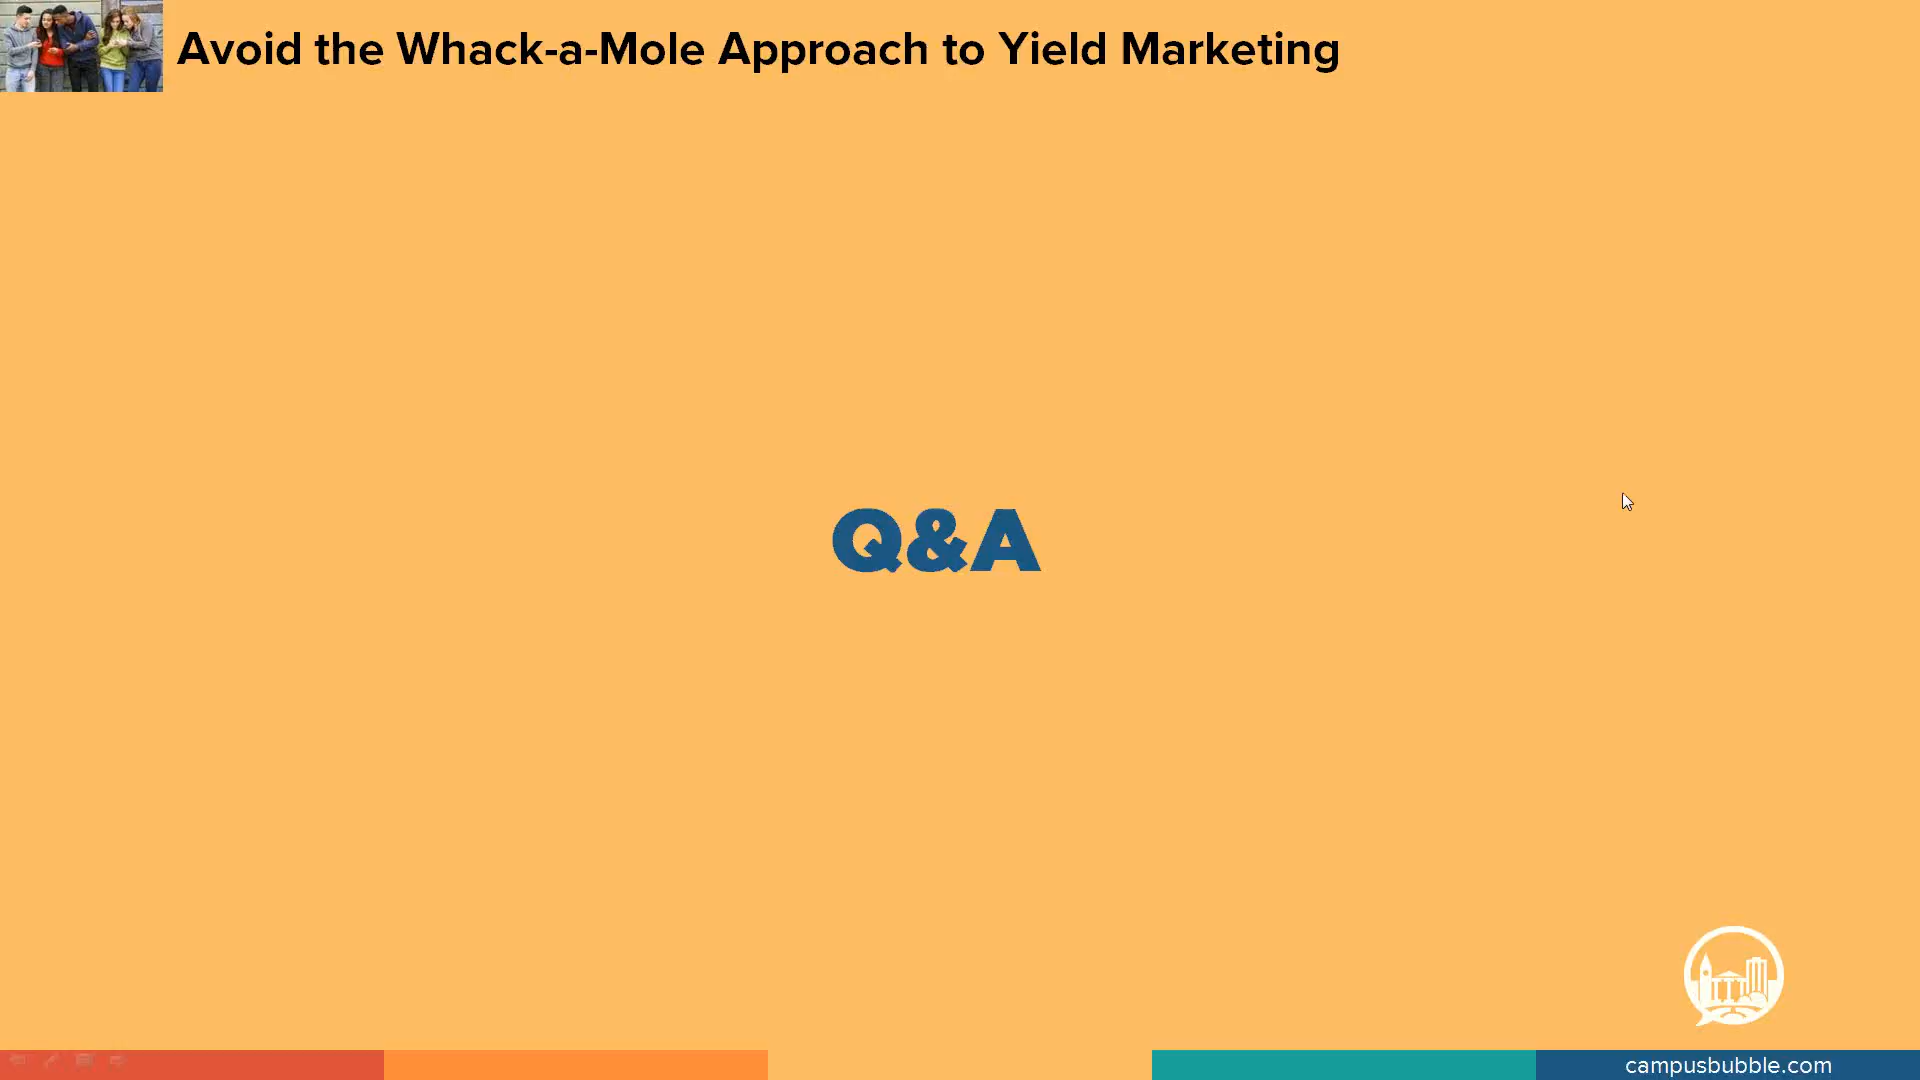 Avoid the Whack-a-Mole Approach to Yield Marketing
Q&A
campusbubble.com